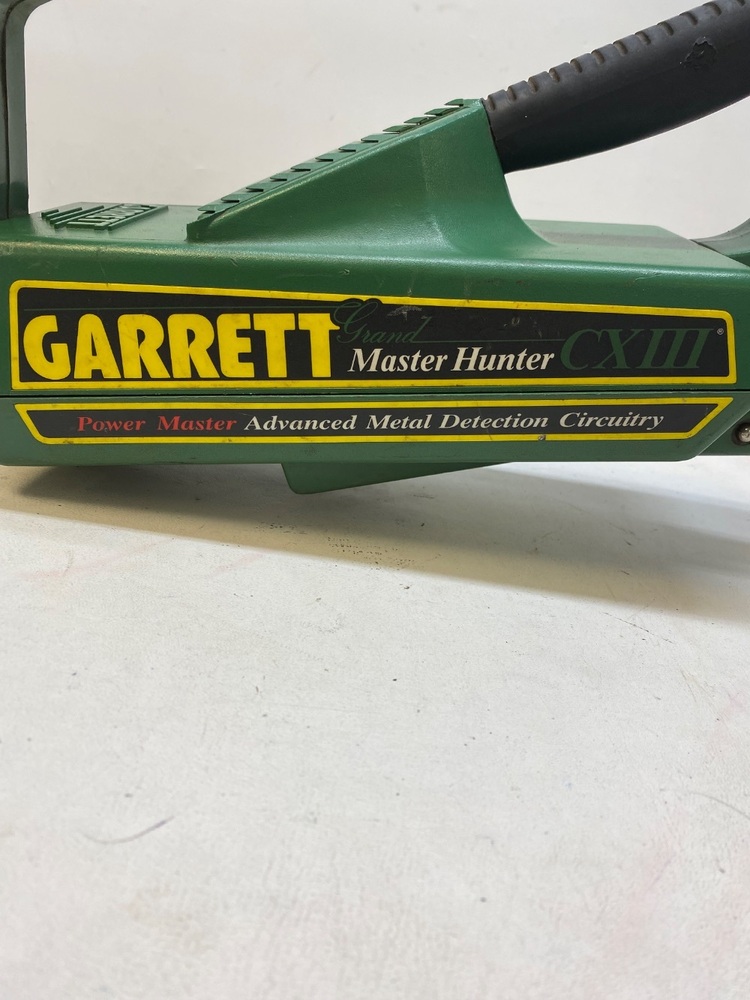 GARRETT Grand Master Hunter CXIII®
Power Master Advanced Metal Detection Circuitry